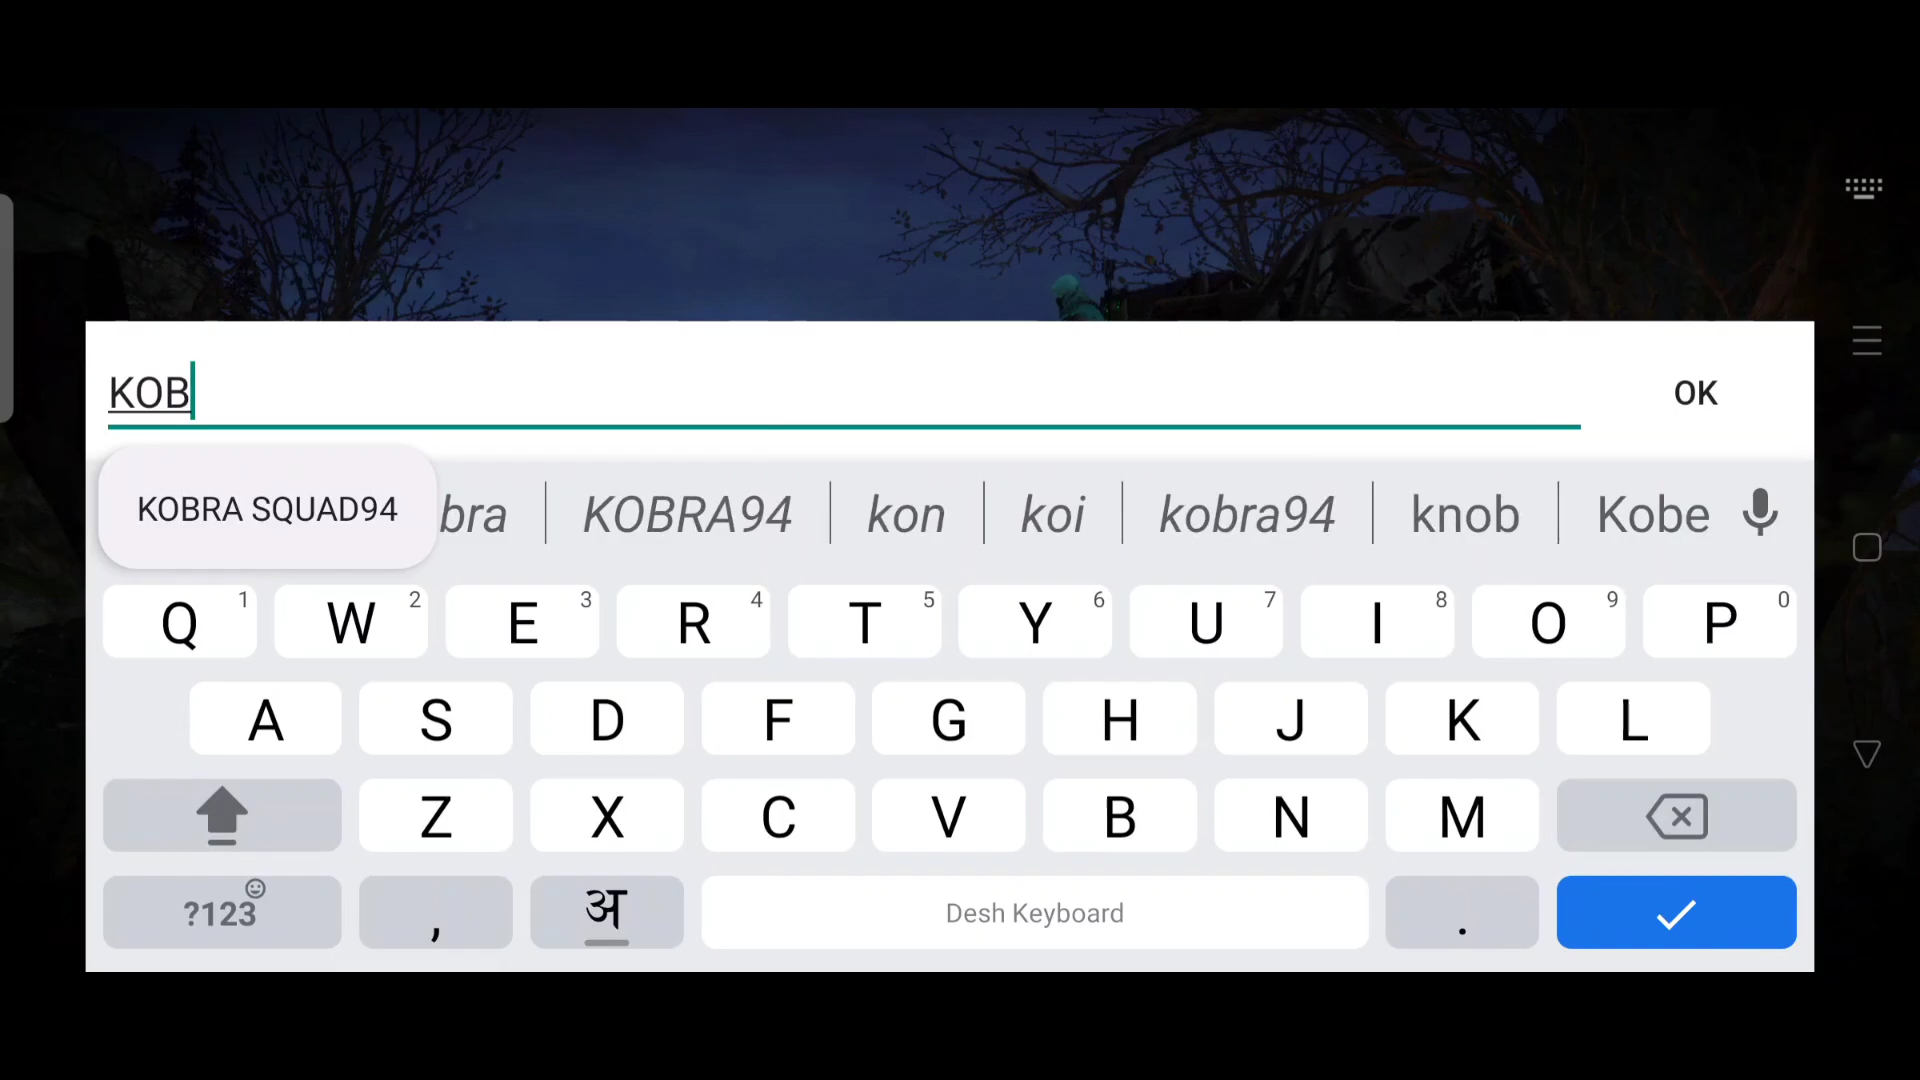 KOB
OK
KOBRA SQUAD94
bra KOBRA94 kon koi kobra94 knob Kobe
Q 1 W 2 E 3 R 4 T 5 Y 6 U 7 I 8 O 9 P 0
A S D F G H J K L
Z X C V B N M
?123 , अ Desh Keyboard .